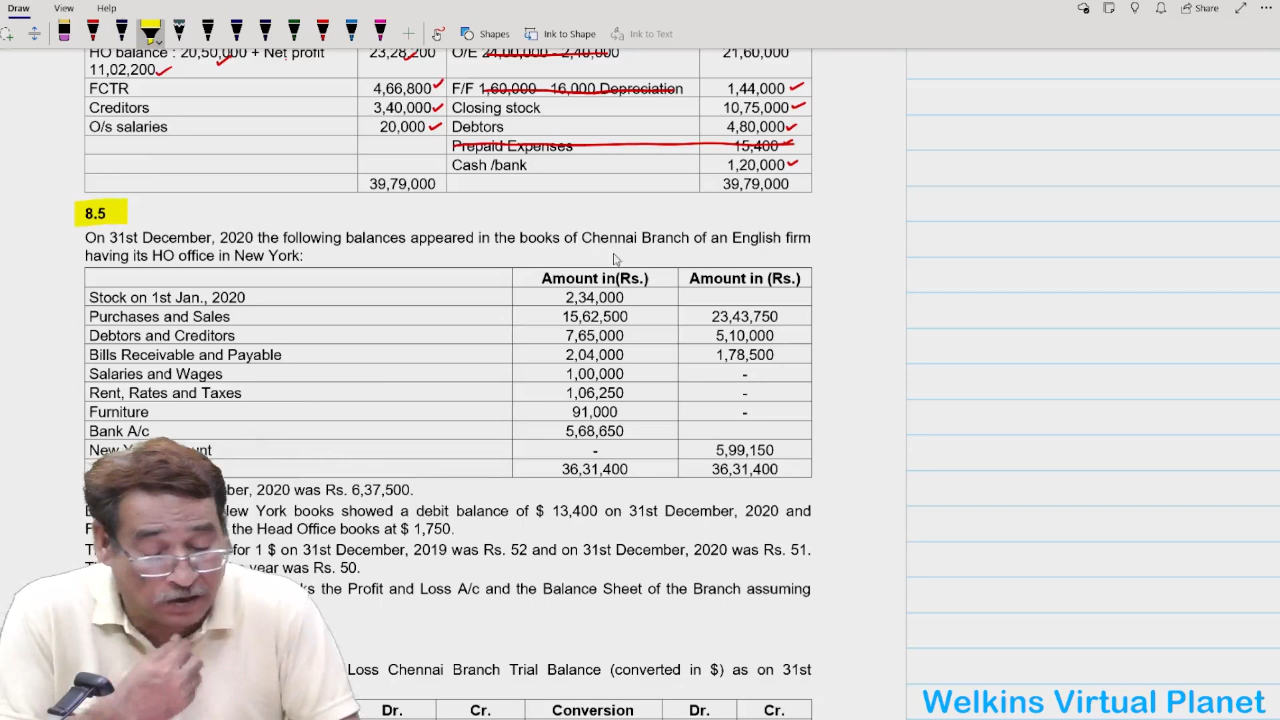 Draw View Help
Share
Shapes Ink to Shape Ink to Text
HO balance : 20,50,000 + Net profit 23,28,200 O/E 24,00,000 - 2,40,000 21,60,000
11,02,200
FCTR 4,66,800 F/F 1,60,000 - 16,000 Depreciation 1,44,000
Creditors 3,40,000 Closing stock 10,75,000
O/s salaries 20,000 Debtors 4,80,000
Prepaid Expenses 15,400
Cash /bank 1,20,000
39,79,000 39,79,000
8.5
On 31st December, 2020 the following balances appeared in the books of Chennai Branch of an English firm
having its HO office in New York:
Amount in(Rs.) Amount in (Rs.)
Stock on 1st Jan., 2020 2,34,000
Purchases and Sales 15,62,500 23,43,750
Debtors and Creditors 7,65,000 5,10,000
Bills Receivable and Payable 2,04,000 1,78,500
Salaries and Wages 1,00,000 -
Rent, Rates and Taxes 1,06,250 -
Furniture 91,000 -
Bank A/c 5,68,650
New - 5,99,150
36,31,400 36,31,400
ber, 2020 was Rs. 6,37,500.
ew York books showed a debit balance of $ 13,400 on 31st December, 2020 and
the Head Office books at $ 1,750.
for 1 $ on 31st December, 2019 was Rs. 52 and on 31st December, 2020 was Rs. 51.
year was Rs. 50.
the Profit and Loss A/c and the Balance Sheet of the Branch assuming
Loss Chennai Branch Trial Balance (converted in $) as on 31st
Dr. Cr. Conversion Dr. Cr.
Welkins Virtual Planet